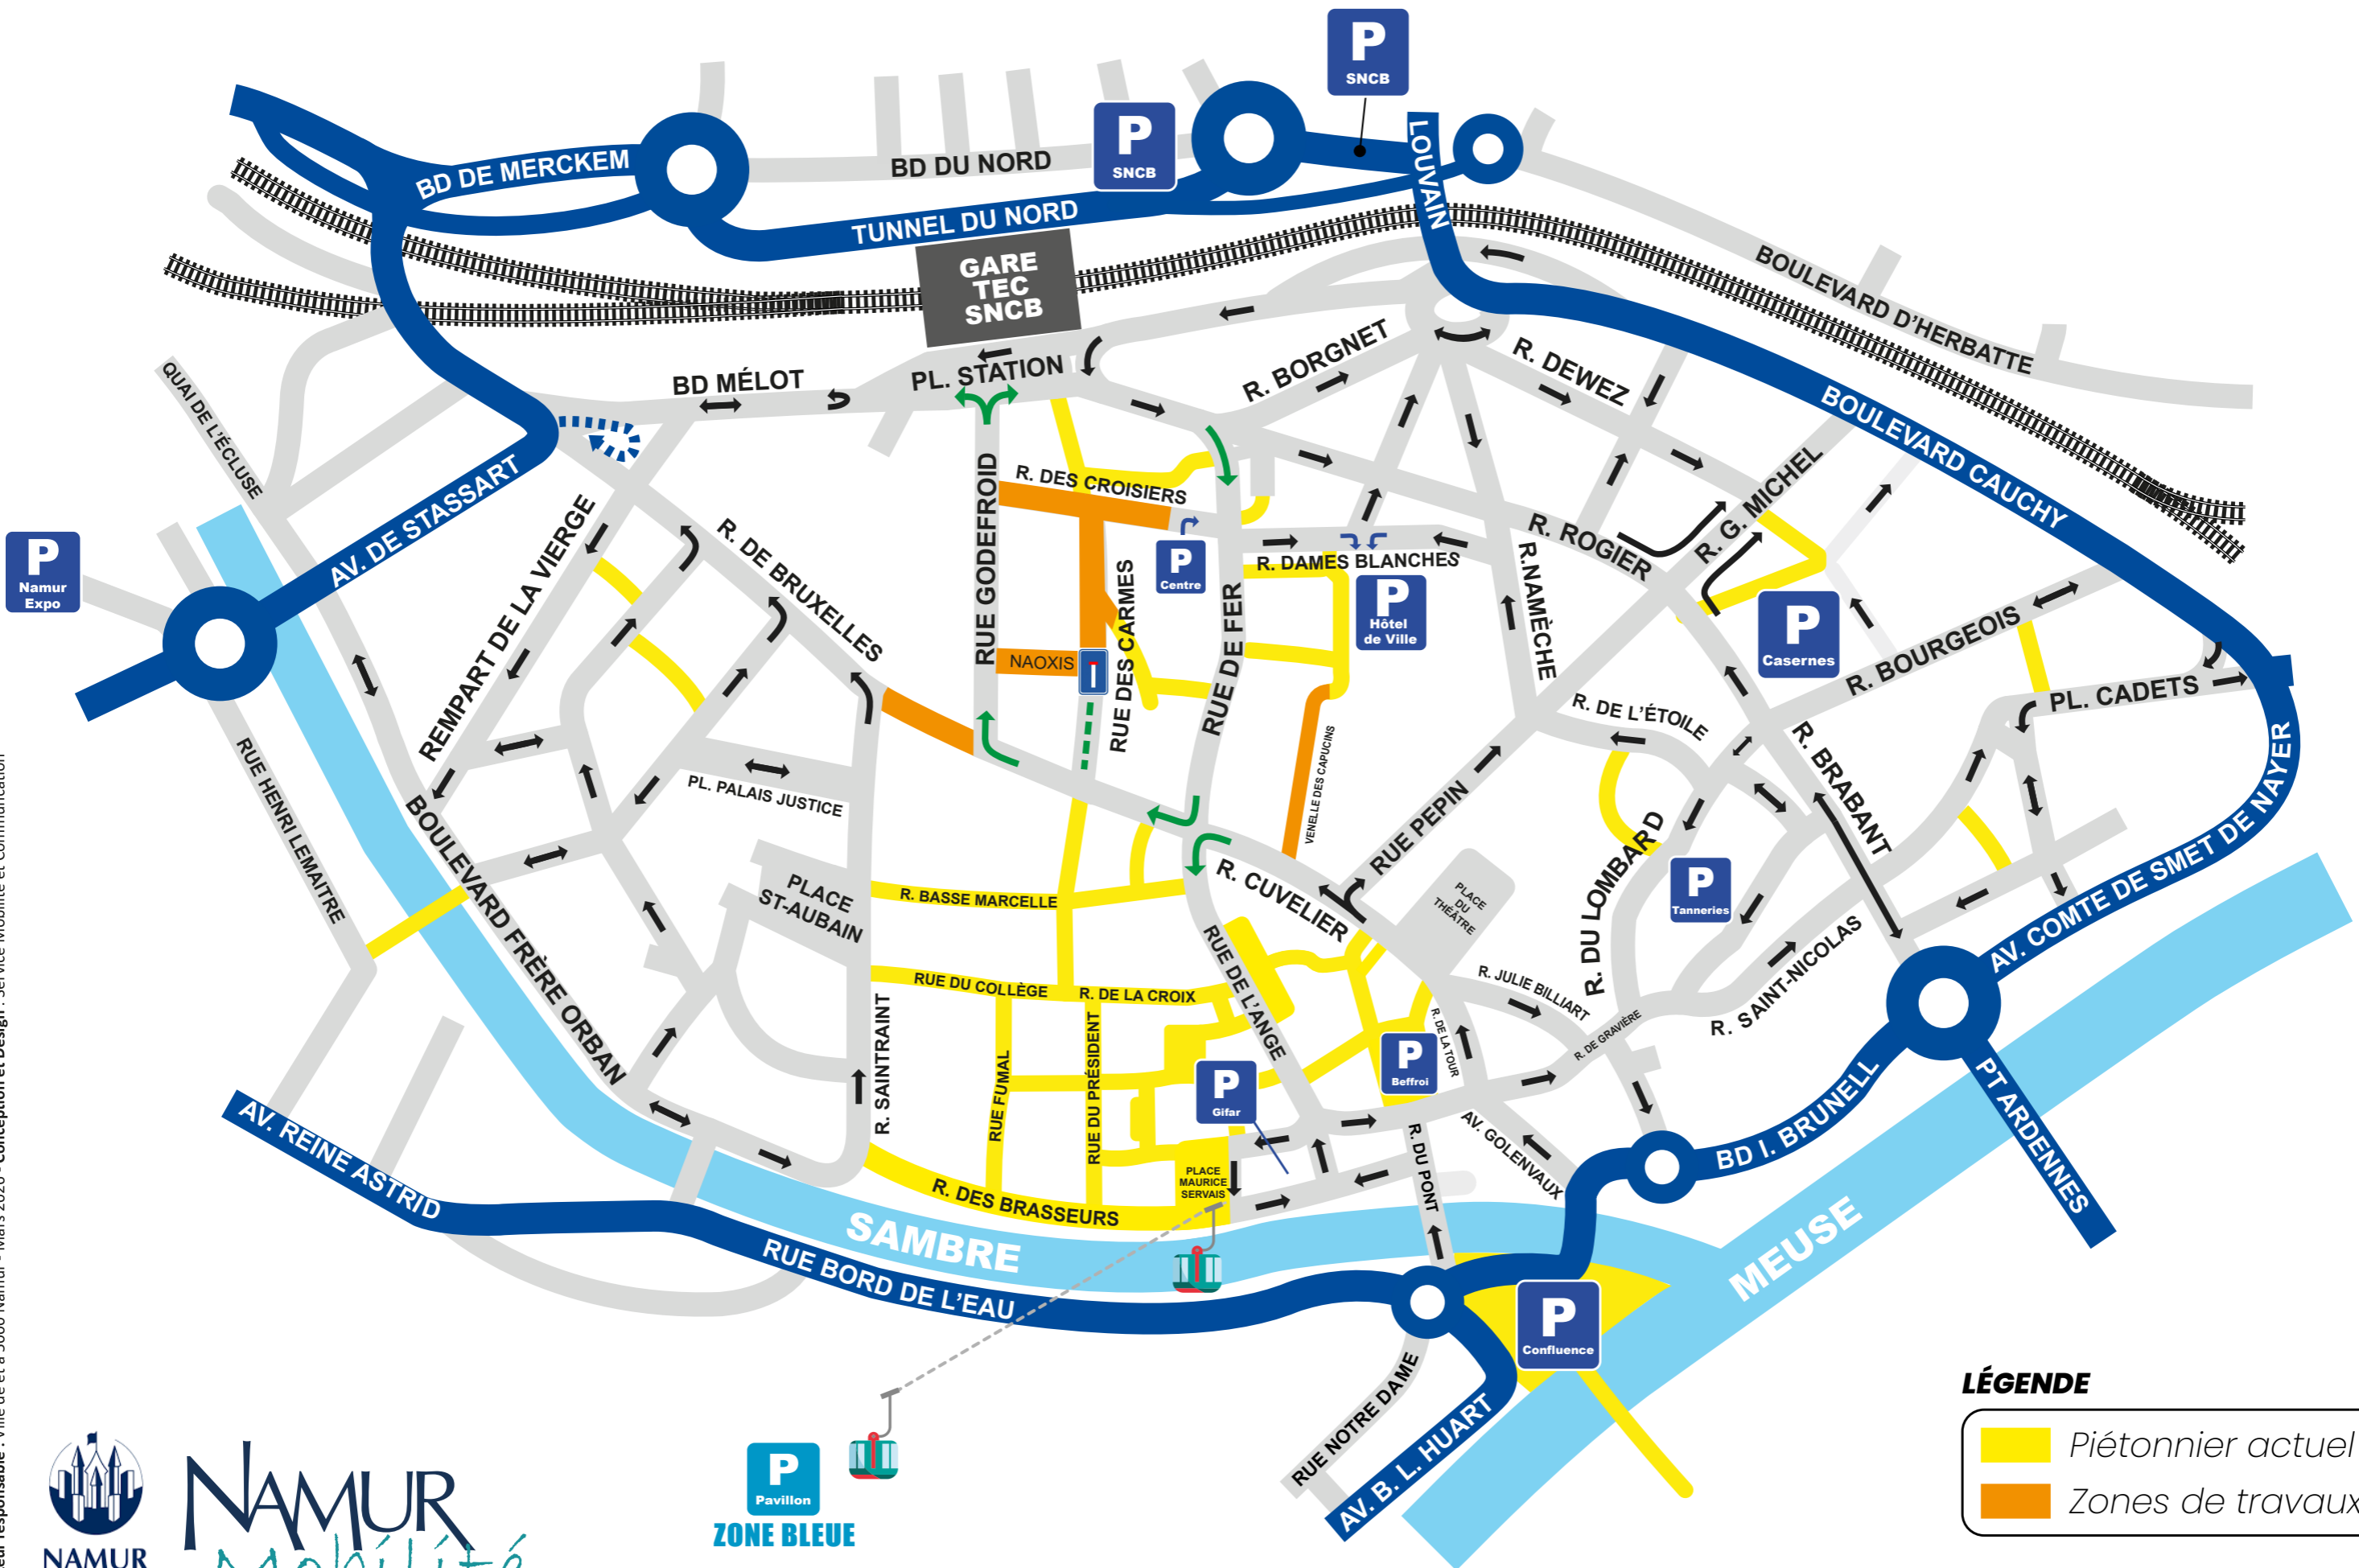 P
SNCB
P
SNCB
LOUVAIN
BD DE MERCKEM
BD DU NORD
TUNNEL DU NORD
GARE
TEC
SNCB
BOULEVARD D'HERBATTE
QUAI DE L'ÉCLUSE
BD MÉLOT
PL. STATION
R. BORGNET
R. DEWEZ
BOULEVARD CAUCHY
AV. DE STASSART
P
Namur
Expo
REMPART DE LA VIERGE
R. DE BRUXELLES
RUE GODEFROID
R. DES CROISIERS
P
Centre
RUE DES CARMES
NAOXIS
RUE DE FER
R. DAMES BLANCHES
P
Hôtel
de Ville
R.NAMÈCHE
R. ROGIER
R. G. MICHEL
P
Casernes
R. BOURGEOIS
PL. CADETS
R. DE L'ÉTOILE
R. BRABANT
VENELLE DES CAPUCINS
RUE HENRI LEMAITRE
BOULEVARD FRÈRE ORBAN
PL. PALAIS JUSTICE
PLACE
ST-AUBAIN
R. BASSE MARCELLE
R. CUVELIER
RUE PEPIN
PLACE
DU
THÉÂTRE
R. DU LOMBARD
P
Tanneries
AV. COMTE DE SMET DE NAYER
R. SAINT-NICOLAS
RUE DU COLLÈGE
R. DE LA CROIX
RUE DE L'ANGE
R. JULIE BILLIART
R. DE GRAVIÈRE
R. DE LA TOUR
P
Beffroi
P
Gifar
R. SAINTRAINT
RUE FUMAL
RUE DU PRÉSIDENT
PLACE
MAURICE
SERVAIS
R. DES BRASSEURS
R. DU PONT
AV. GOLENVAUX
BD I. BRUNELL
PT ARDENNES
AV. REINE ASTRID
RUE BORD DE L'EAU
SAMBRE
MEUSE
P
Confluence
RUE NOTRE DAME
AV. B. L. HUART
P
Pavillon
ZONE BLEUE
LÉGENDE
Piétonnier actuel
Zones de travaux
NAMUR
NAMUR
Mobilité